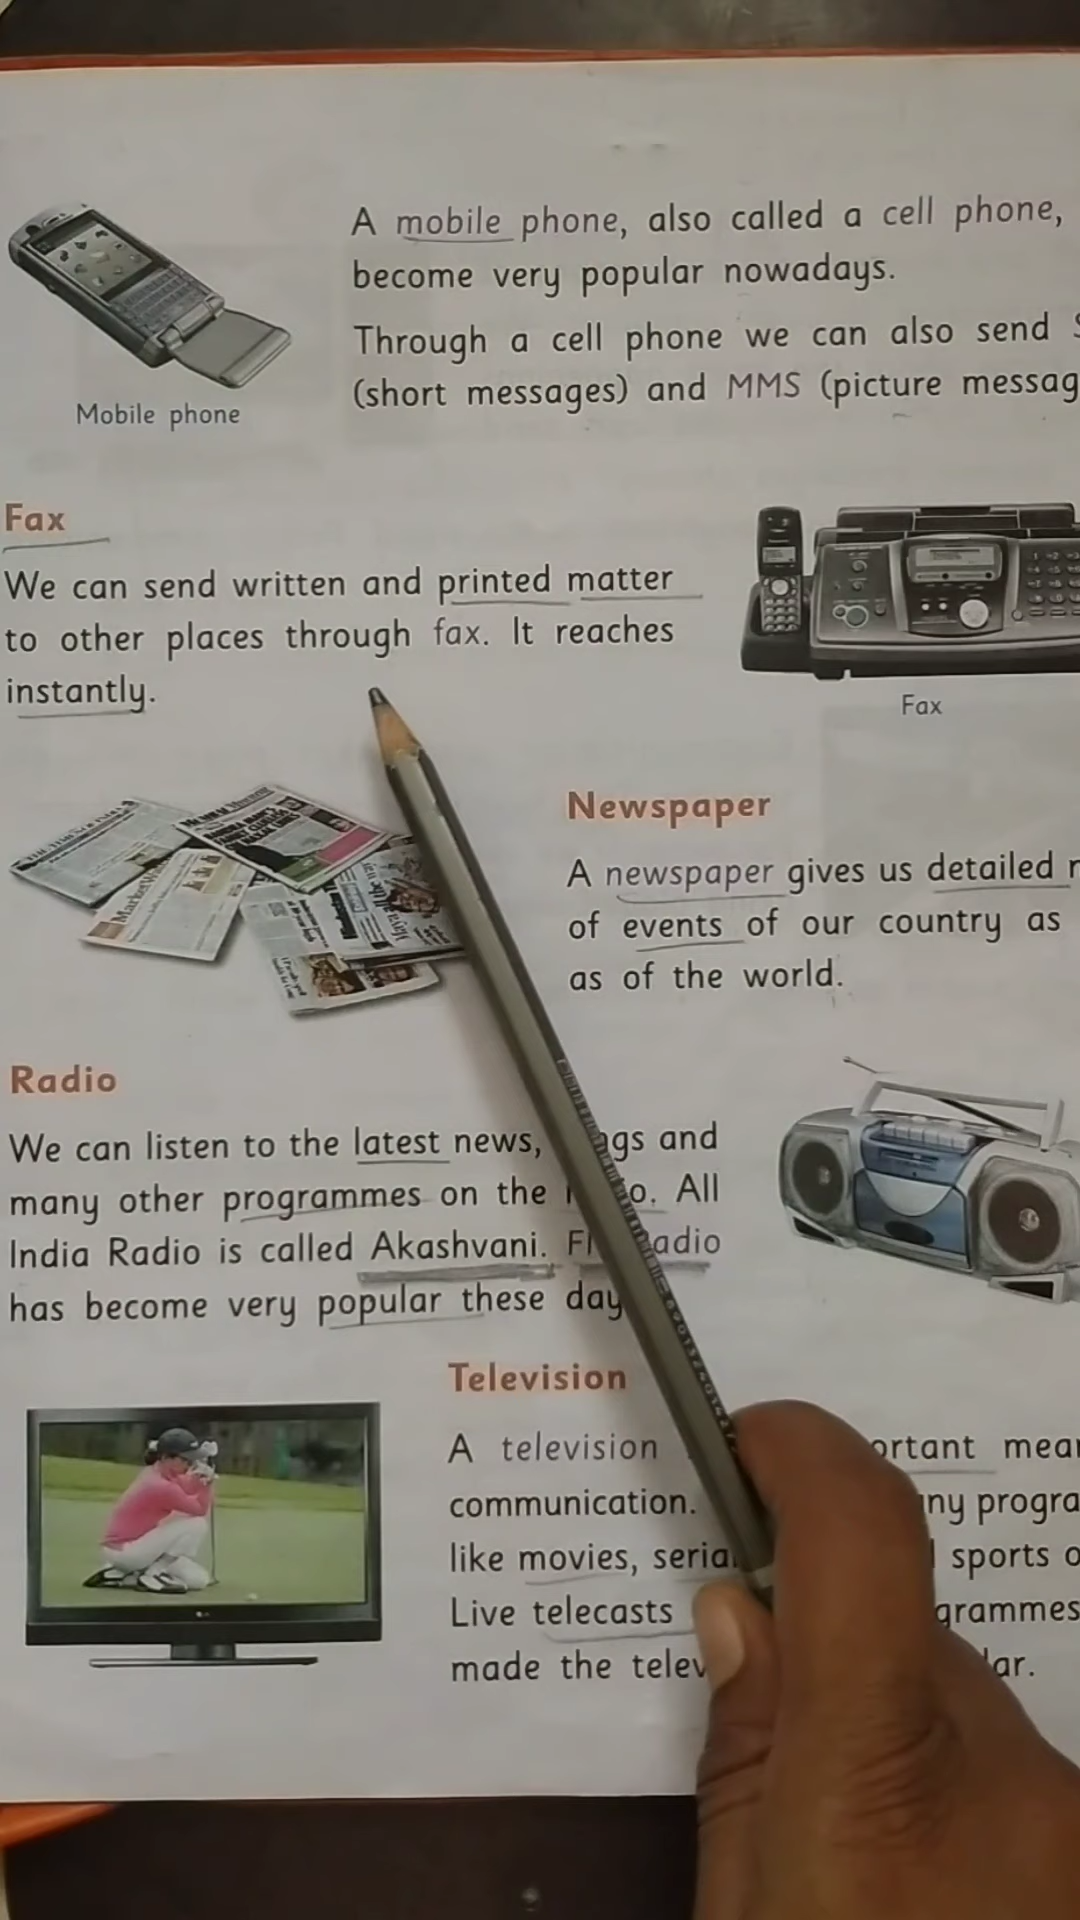 A mobile phone, also called a cell phone,
become very popular nowadays.
Through a cell phone we can also send
(short messages) and MMS (picture messag
Mobile phone
Fax
We can send written and printed matter
to other places through fax. It reaches
instantly.
Fax
Newspaper
A newspaper gives us detailed
of events of our country as
as of the world.
Radio
We can listen to the latest news, gs and
many other programmes on the o. All
India Radio is called Akashvani. adio
has become very popular these day
Television
A television ortant mea
communication. ny progra
like movies, seria sports o
Live telecasts grammes
made the telev lar.